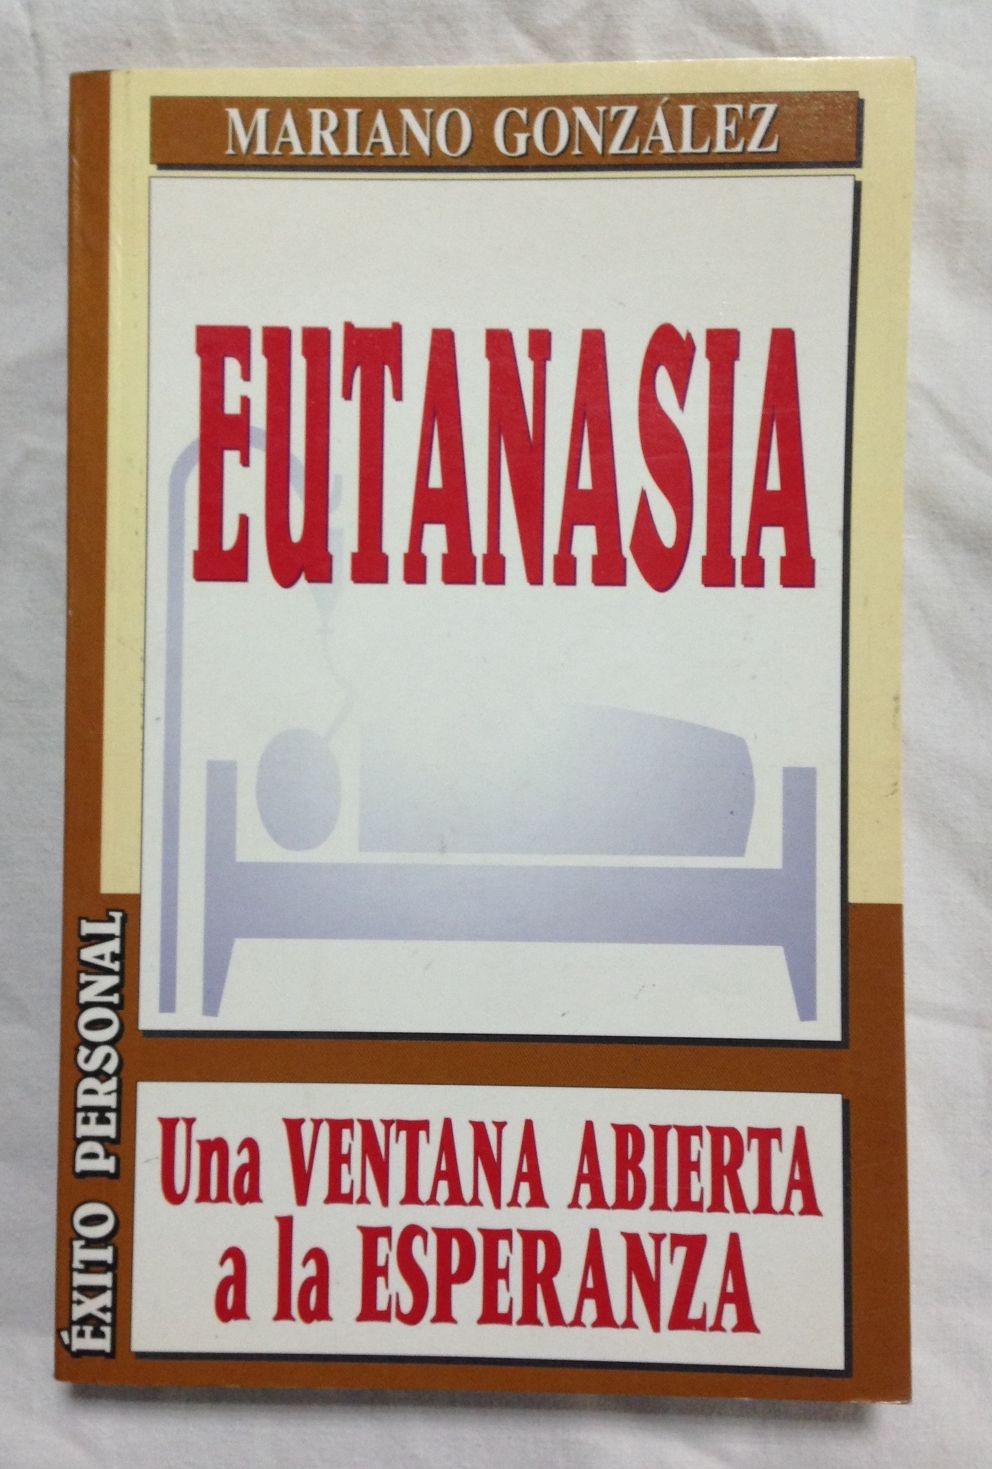 MARIANO GONZÁLEZ
EUTANASIA
Una VENTANA ABIERTA
a la ESPERANZA
ÉXITO PERSONAL